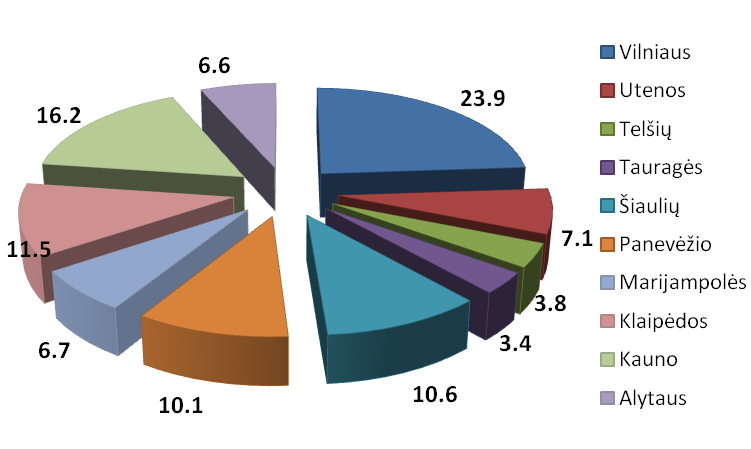 6.6
23.9
16.2
7.1
11.5
3.8
3.4
6.7
10.6
10.1
Vilniaus
Utenos
Telšių
Tauragės
Šiaulių
Panevėžio
Marijampolės
Klaipėdos
Kauno
Alytaus